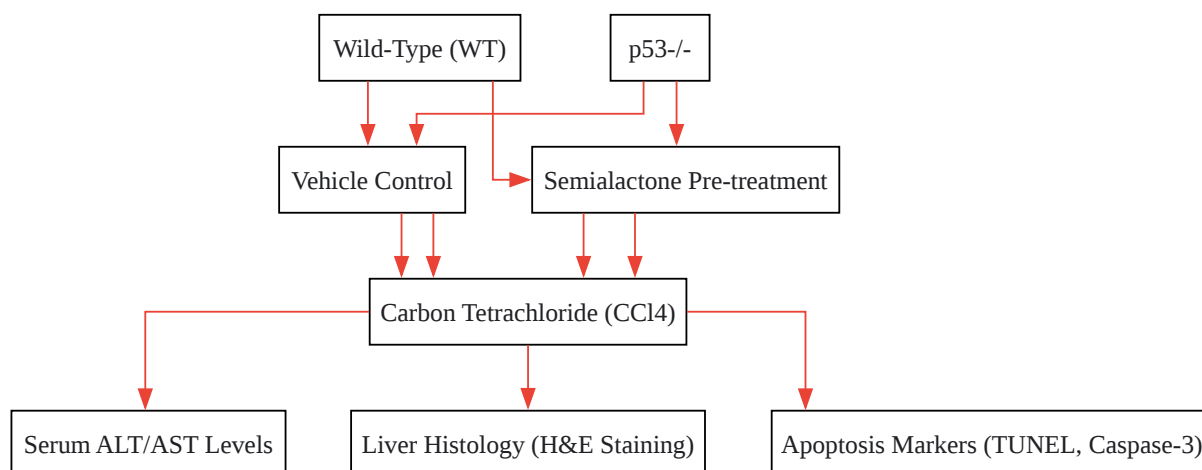 Wild-Type (WT)
p53-/-
Vehicle Control
Semialactone Pre-treatment
Carbon Tetrachloride (CCl4)
Serum ALT/AST Levels
Liver Histology (H&E Staining)
Apoptosis Markers (TUNEL, Caspase-3)